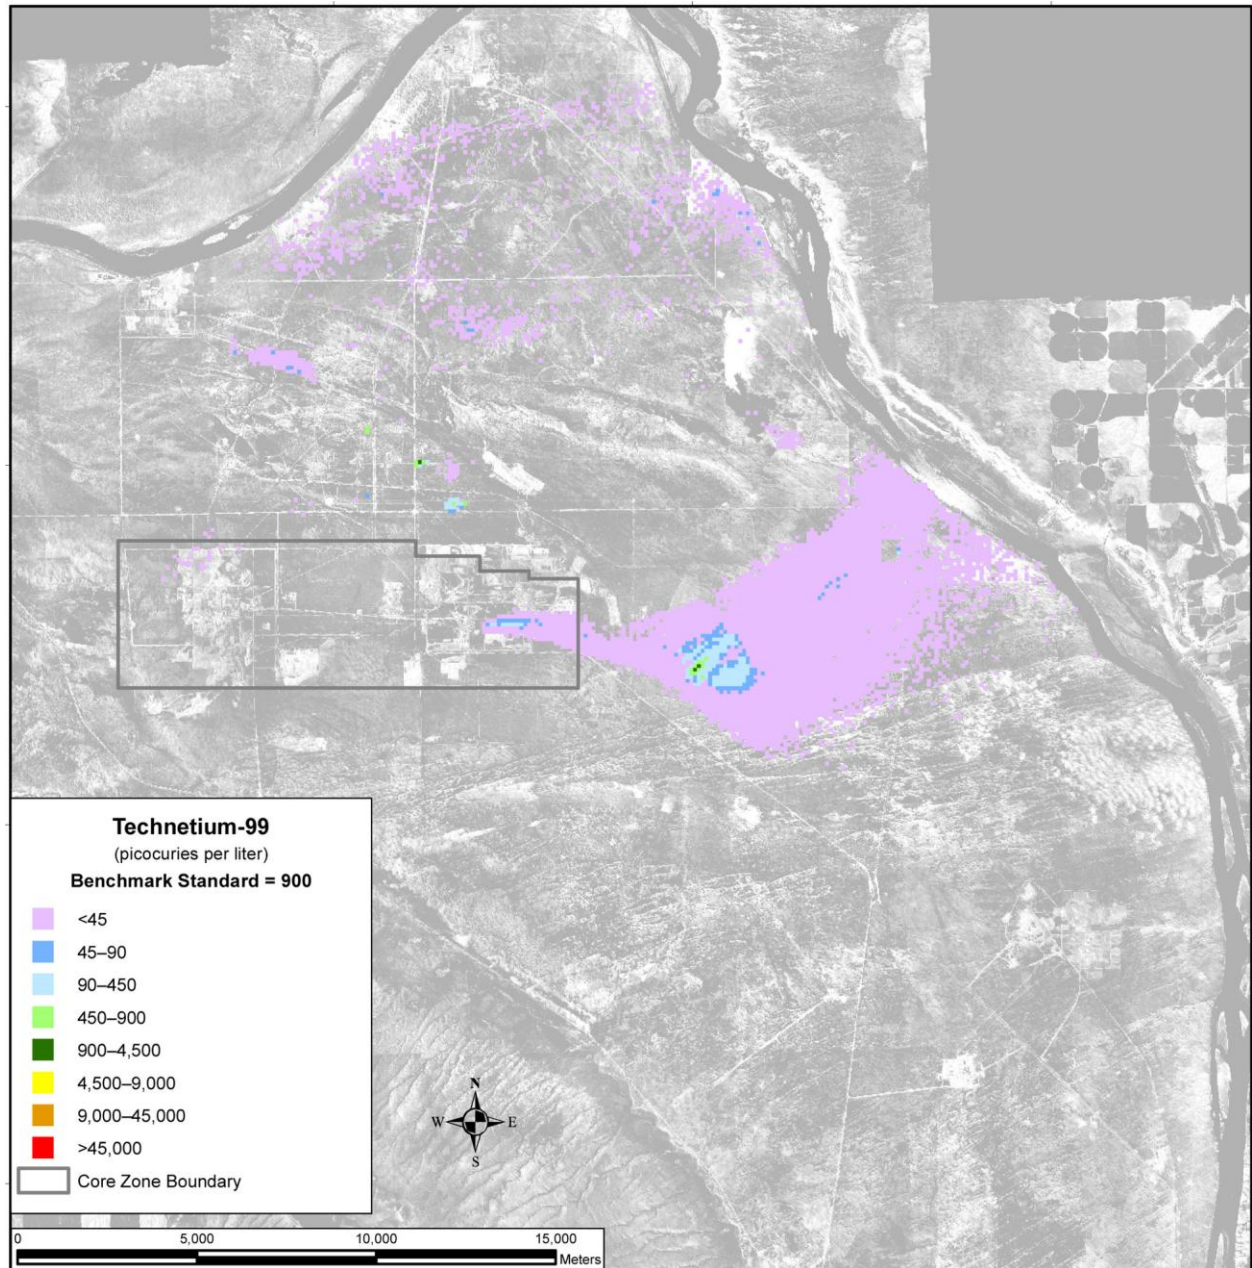 Technetium-99
(picocuries per liter)
Benchmark Standard = 900
<45
45–90
90–450
450–900
900–4,500
4,500–9,000
9,000–45,000
>45,000
Core Zone Boundary
N
W E
S
0 5,000 10,000 15,000
Meters